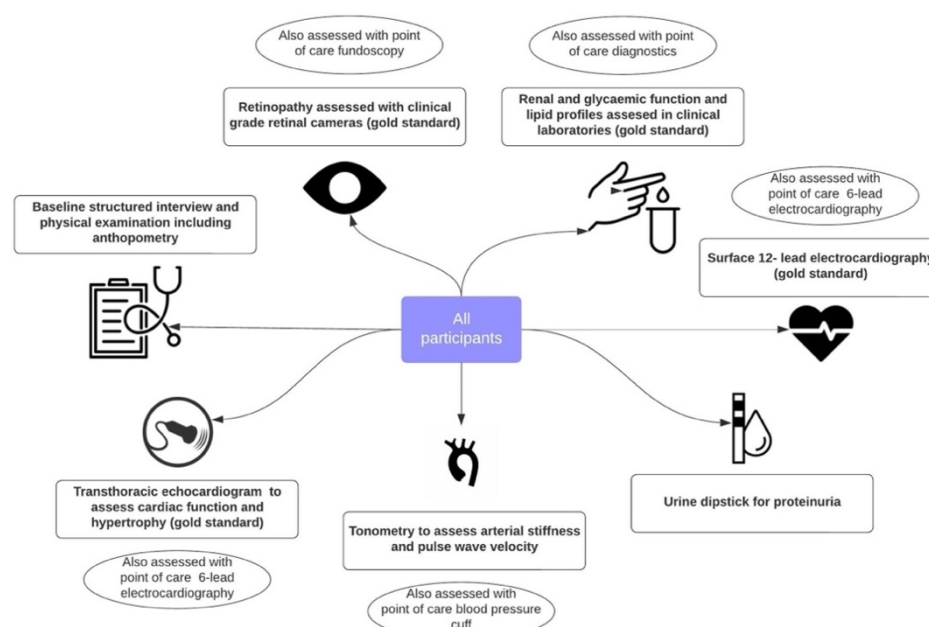 Also assessed with point
of care fundoscopy
Also assessed with point
of care diagnostics
Retinopathy assessed with clinical
grade retinal cameras (gold standard)
Renal and glycaemic function and
lipid profiles assesed in clinical
laboratories (gold standard)
Also assessed with
point of care 6-lead
electrocardiography
Baseline structured interview and
physical examination including
anthopometry
Surface 12- lead electrocardiography
(gold standard)
All
participants
Transthoracic echocardiogram to
assess cardiac function and
hypertrophy (gold standard)
Urine dipstick for proteinuria
Tonometry to assess arterial stiffness
and pulse wave velocity
Also assessed with
point of care 6-lead
electrocardiography
Also assessed with
point of care blood pressure
cuff